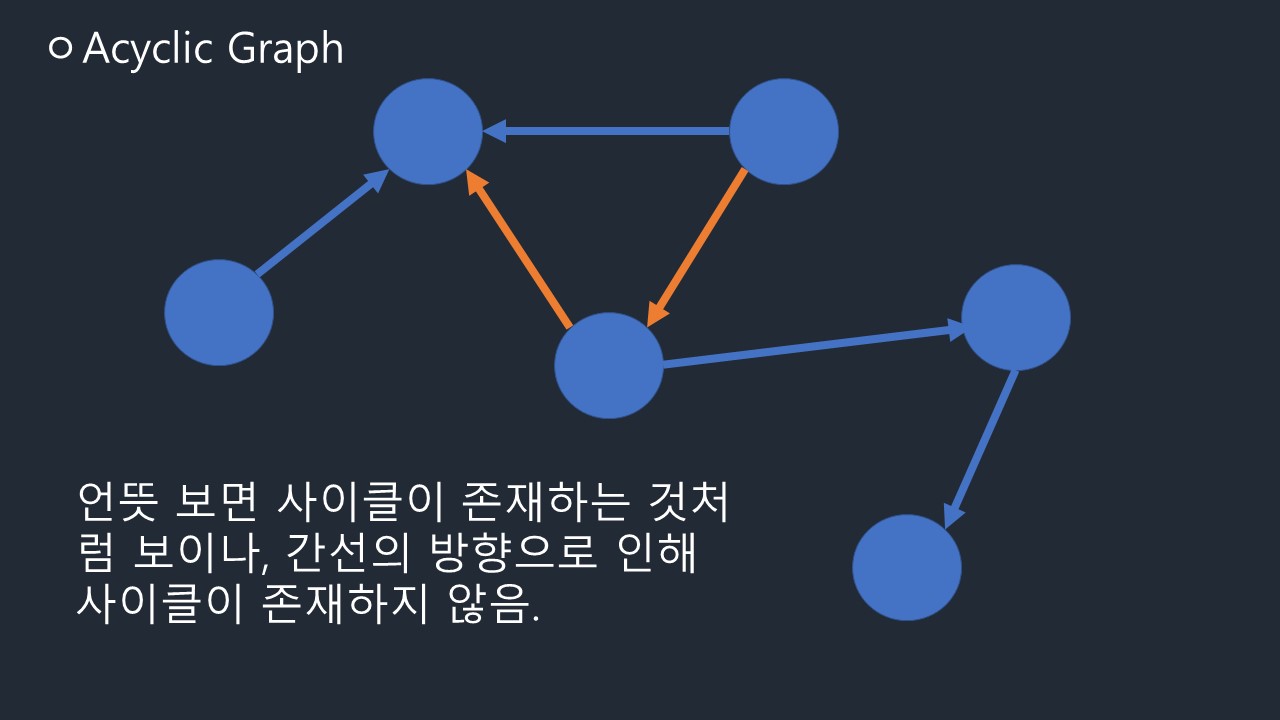 ○ Acyclic Graph
언뜻 보면 사이클이 존재하는 것처
럼 보이나, 간선의 방향으로 인해
사이클이 존재하지 않음.